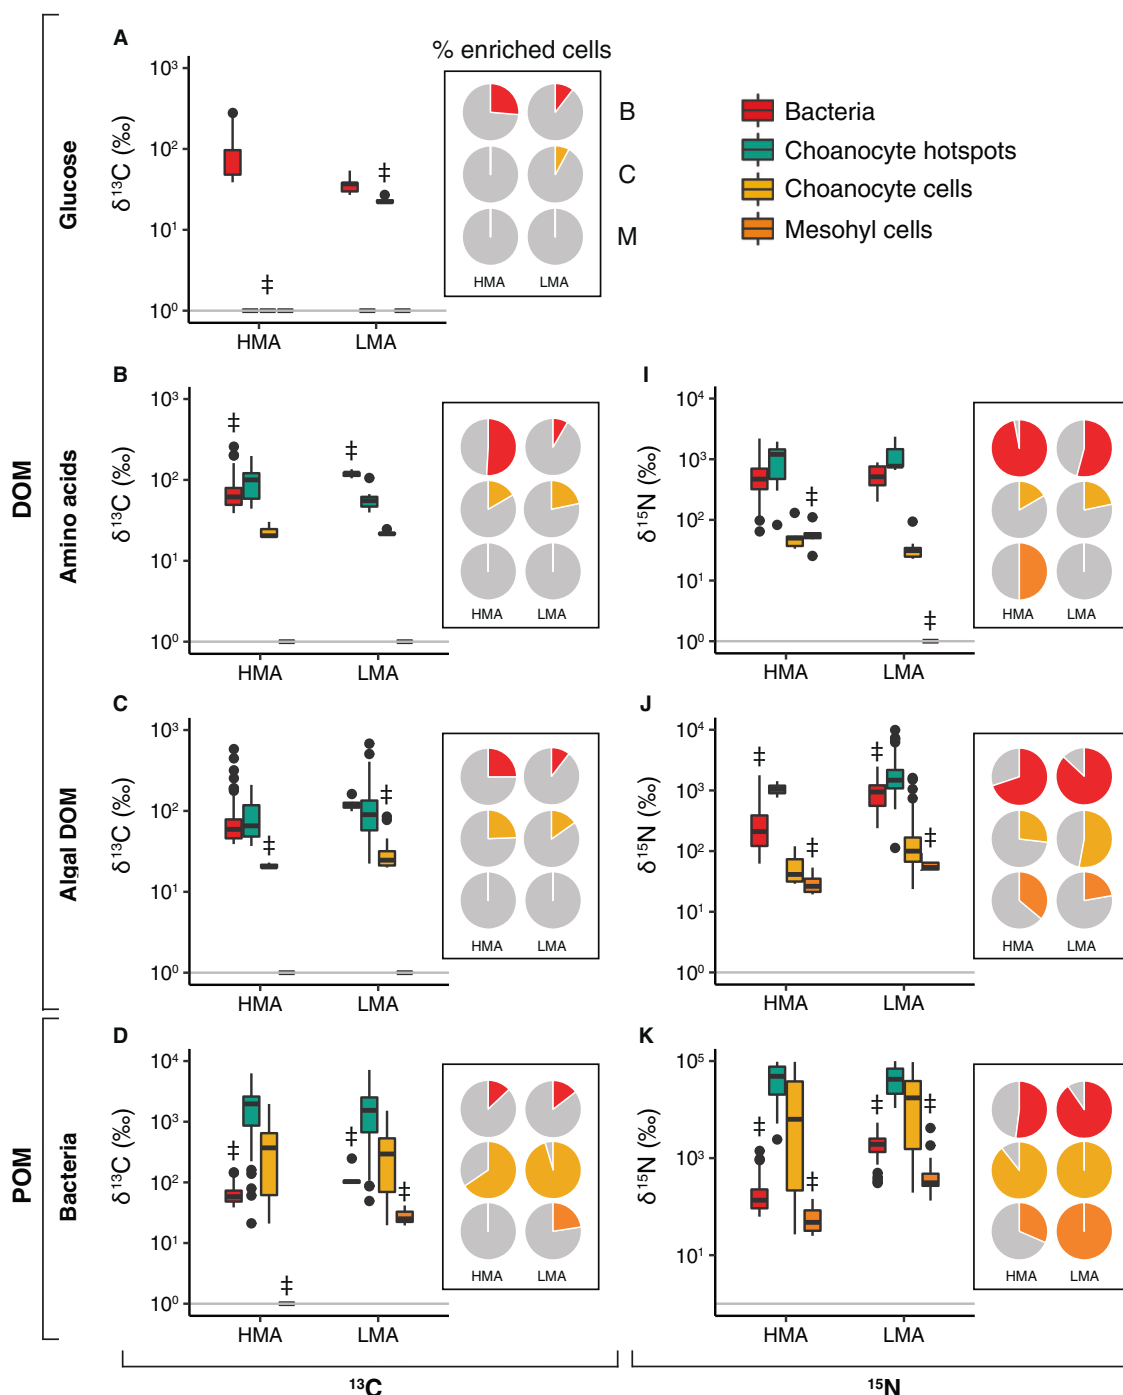 A
% enriched cells
10³
10²
10¹
10⁰
δ¹³C (‰)
Glucose
‡
‡
HMA
LMA
HMA
LMA
B
C
M
Bacteria
Choanocyte hotspots
Choanocyte cells
Mesohyl cells
DOM
B
10³
10²
10¹
10⁰
δ¹³C (‰)
Amino acids
‡
‡
HMA
LMA
HMA
LMA
I
10⁴
10³
10²
10¹
10⁰
δ¹⁵N (‰)
‡
‡
HMA
LMA
HMA
LMA
C
10³
10²
10¹
10⁰
δ¹³C (‰)
Algal DOM
‡
‡
HMA
LMA
HMA
LMA
J
10⁴
10³
10²
10¹
10⁰
δ¹⁵N (‰)
‡
‡
‡
‡
HMA
LMA
HMA
LMA
POM
D
10⁴
10³
10²
10¹
10⁰
δ¹³C (‰)
Bacteria
‡
‡
‡
‡
HMA
LMA
HMA
LMA
K
10⁵
10³
10¹
δ¹⁵N (‰)
‡
‡
‡
‡
HMA
LMA
HMA
LMA
¹³C
¹⁵N